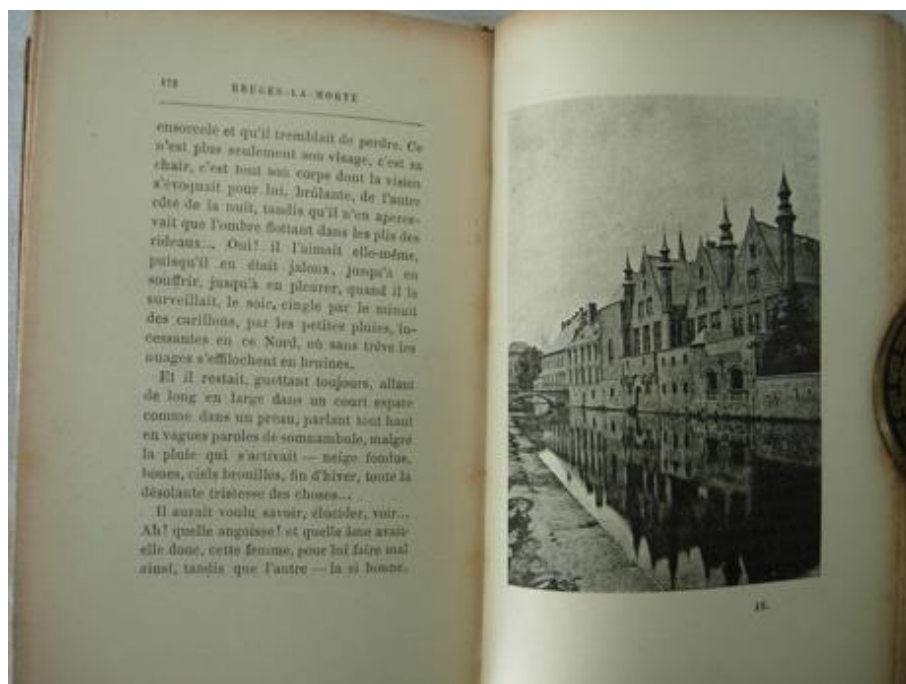 172 BRUGES-LA-MORTE
ensorcelé et qu'il tremblait de perdre. Ce
n'est plus seulement son visage, c'est sa
chair, c'est tout son corps dont la vision
s'évoquait pour lui, brûlante, de l'autre
côté de la nuit, tandis qu'il n'en aperce-
vait que l'ombre flottant dans les plis des
rideaux... Oui! il l'aimait elle-même,
puisqu'il en était jaloux, jusqu'à en
souffrir, jusqu'à en pleurer, quand il la
surveillait, le soir, cinglé par le minuit
des carillons, par les petites pluies, in-
cessantes en ce Nord, où sans trêve les
nuages s'effilochent en bruines.
Et il restait, guettant toujours, allant
de long en large dans un court espace
comme dans un préau, parlant tout haut
en vagues paroles de somnambule, malgré
la pluie qui s'activait — neige fondue,
boues, ciels brouillés, fin d'hiver, toute la
désolante tristesse des choses...
Il aurait voulu savoir, élucider, voir...
Ah! quelle angoisse! et quelle âme avait-
elle donc, cette femme, pour lui faire mal
ainsi, tandis que l'autre — la si bonne,
15.